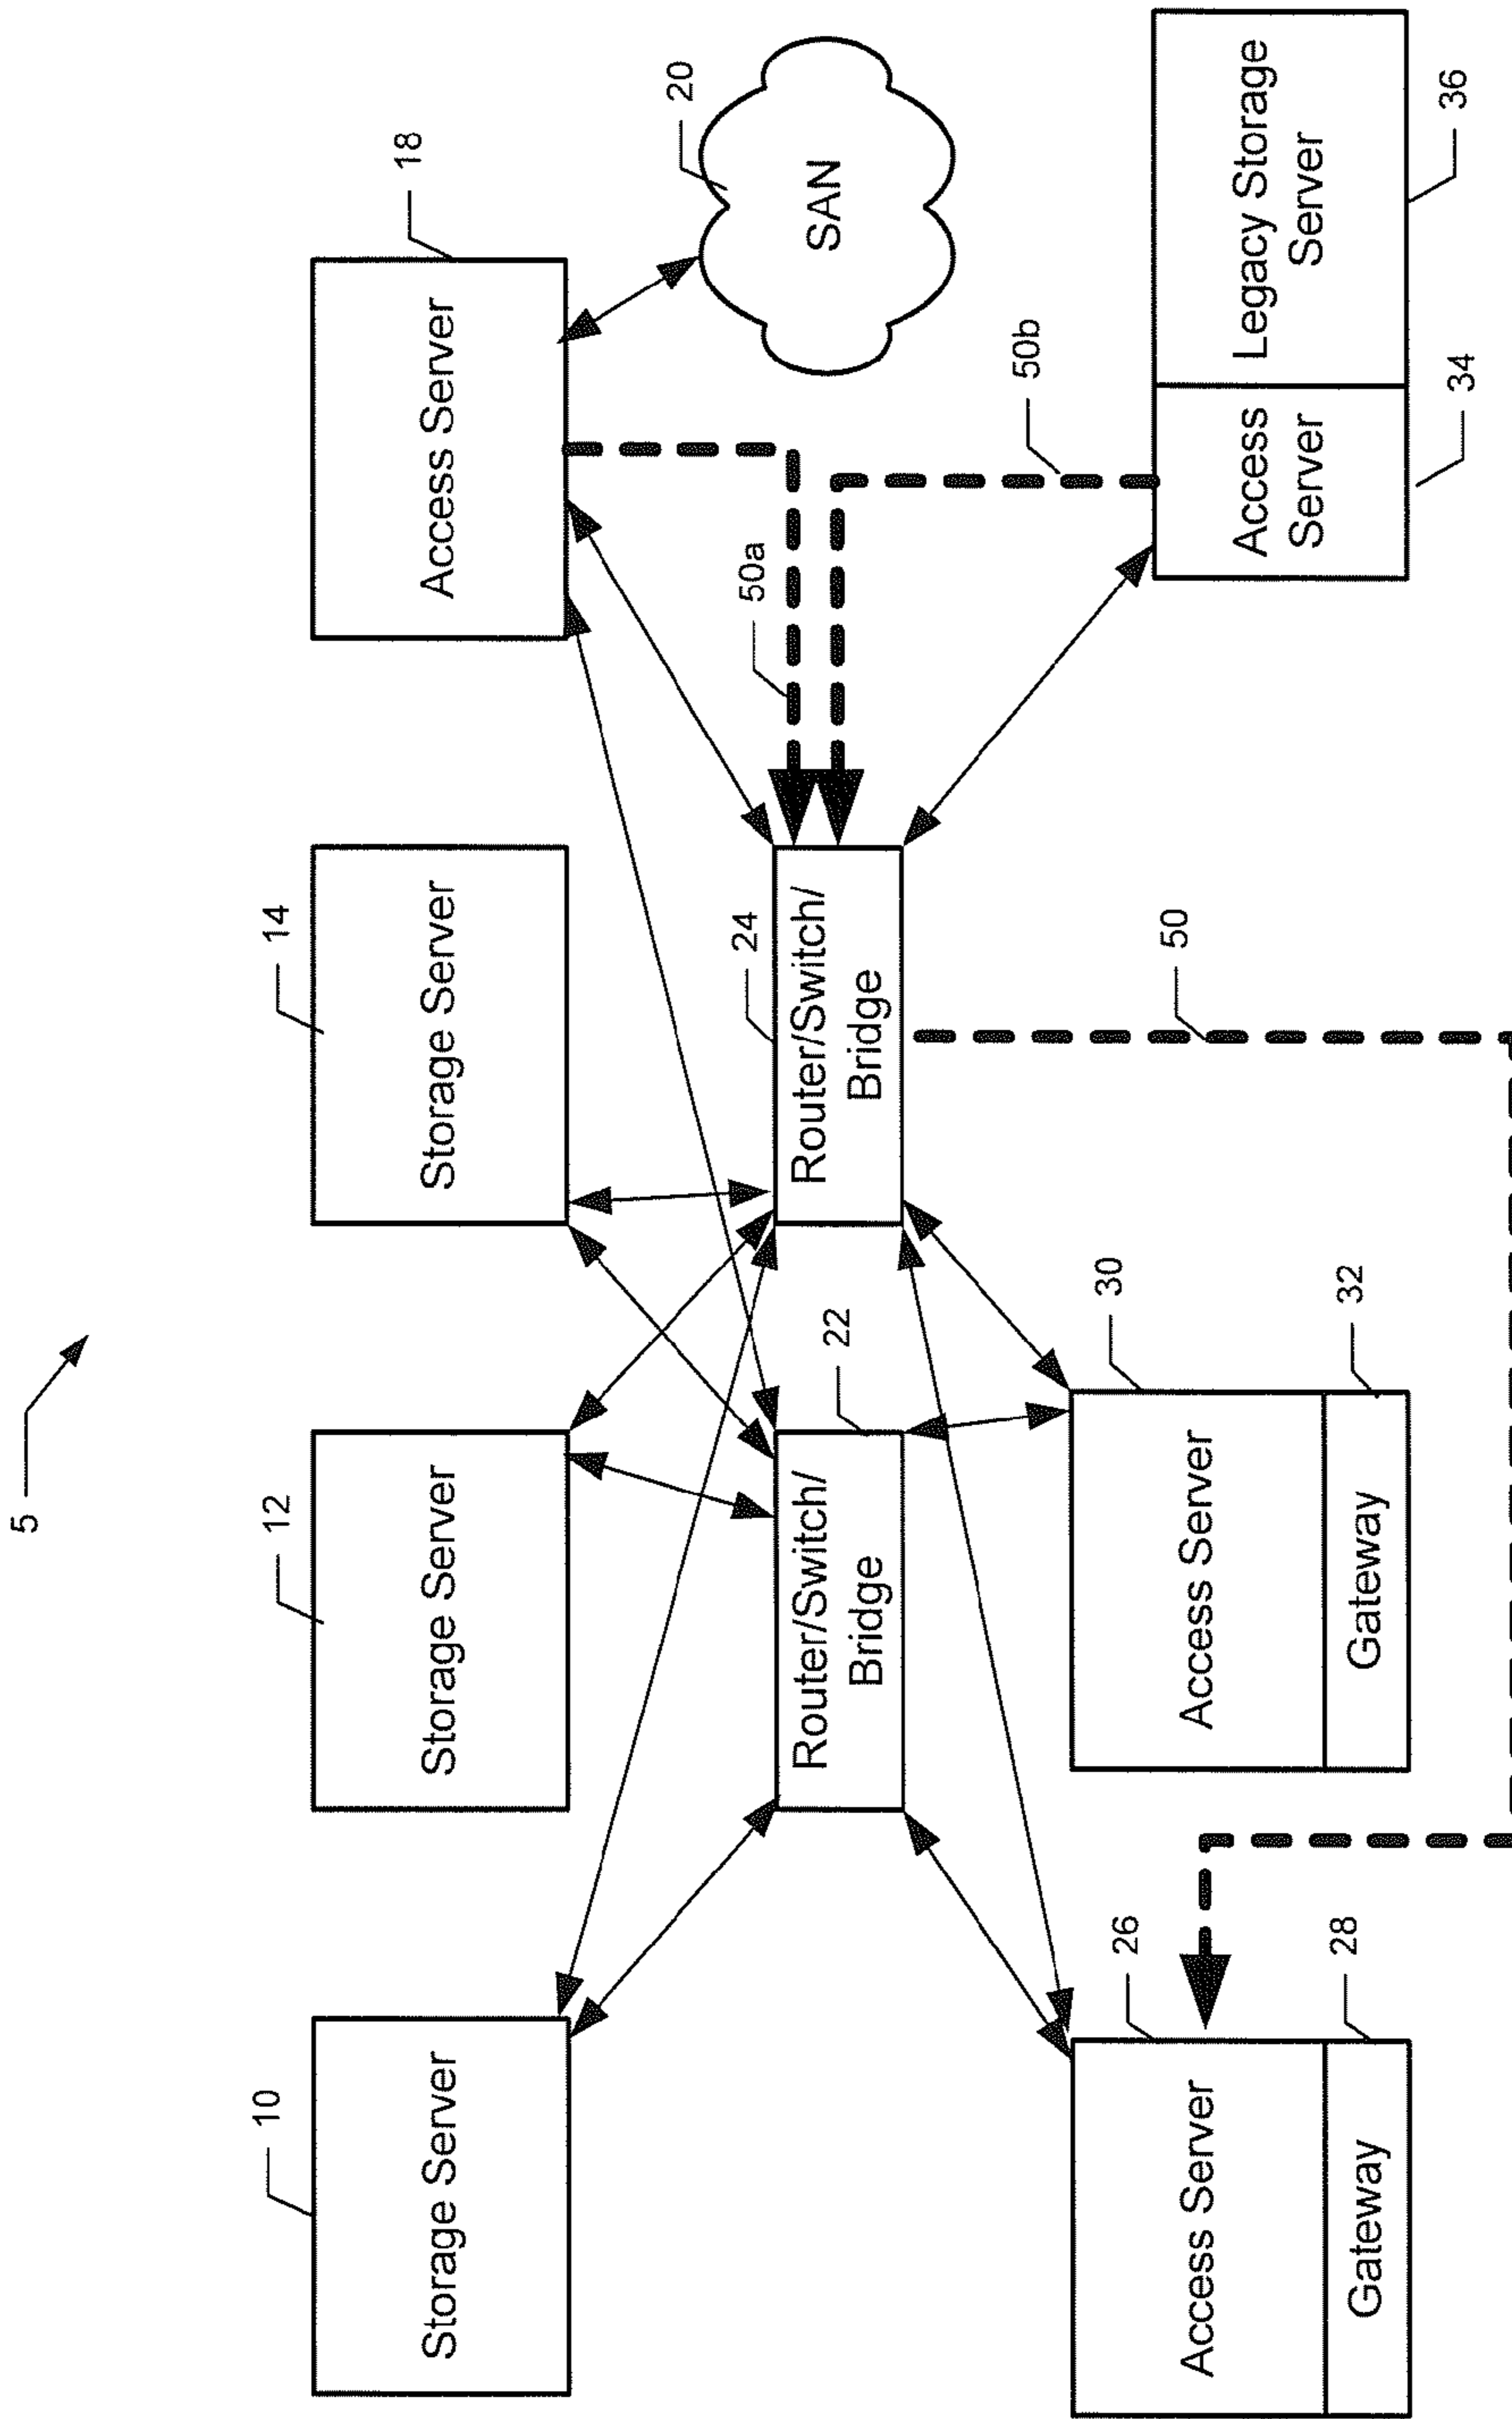 5
10
Storage Server
12
Storage Server
14
Storage Server
18
Access Server
20
SAN
Router/Switch/
Bridge
22
Router/Switch/
Bridge
24
50a
50b
Access Server
26
Gateway
28
Access Server
30
Gateway
32
50
Access
Server
34
Legacy Storage
Server
36